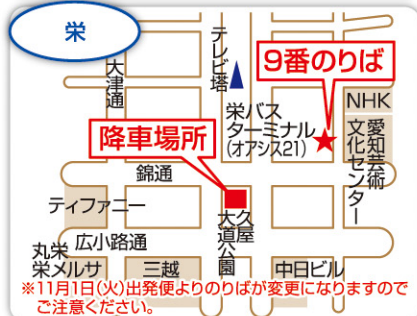 栄
テレビ塔
大津通
9番のりば
栄バス
ターミナル
(オアシス21)
NHK
愛知芸術
文化センター
降車場所
錦通
ティファニー
久屋
大道公園
広小路通
丸栄
栄メルサ
三越
中日ビル
※11月1日(火)出発便よりのりばが変更になりますので
ご注意ください。